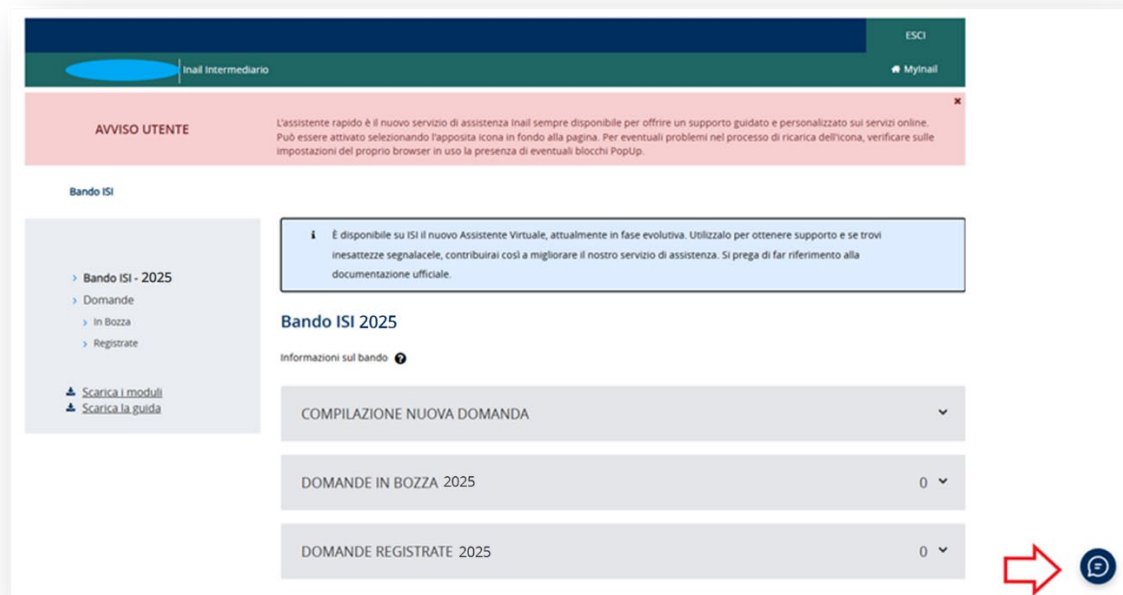 ESCI
Inail Intermediario
MyInail
AVVISO UTENTE
L'assistente rapido è il nuovo servizio di assistenza Inail sempre disponibile per offrire un supporto guidato e personalizzato sui servizi online.
Può essere attivato selezionando l'apposita icona in fondo alla pagina. Per eventuali problemi nel processo di ricarica dell'icona, verificare sulle
impostazioni del proprio browser in uso la presenza di eventuali blocchi PopUp.
Bando ISI
È disponibile su ISI il nuovo Assistente Virtuale, attualmente in fase evolutiva. Utilizzalo per ottenere supporto e se trovi
inesattezze segnalacele, contribuirai così a migliorare il nostro servizio di assistenza. Si prega di far riferimento alla
documentazione ufficiale.
Bando ISI - 2025
Domande
In Bozza
Registrate
Scarica i moduli
Scarica la guida
Bando ISI 2025
Informazioni sul bando
COMPILAZIONE NUOVA DOMANDA
DOMANDE IN BOZZA 2025 0
DOMANDE REGISTRATE 2025 0